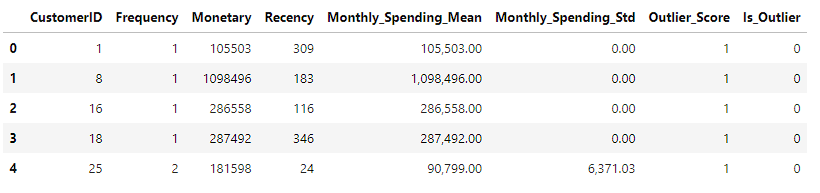 CustomerID Frequency Monetary Recency Monthly_Spending_Mean Monthly_Spending_Std Outlier_Score Is_Outlier
0 1 1 105503 309 105,503.00 0.00 1 0
1 8 1 1098496 183 1,098,496.00 0.00 1 0
2 16 1 286558 116 286,558.00 0.00 1 0
3 18 1 287492 346 287,492.00 0.00 1 0
4 25 2 181598 24 90,799.00 6,371.03 1 0